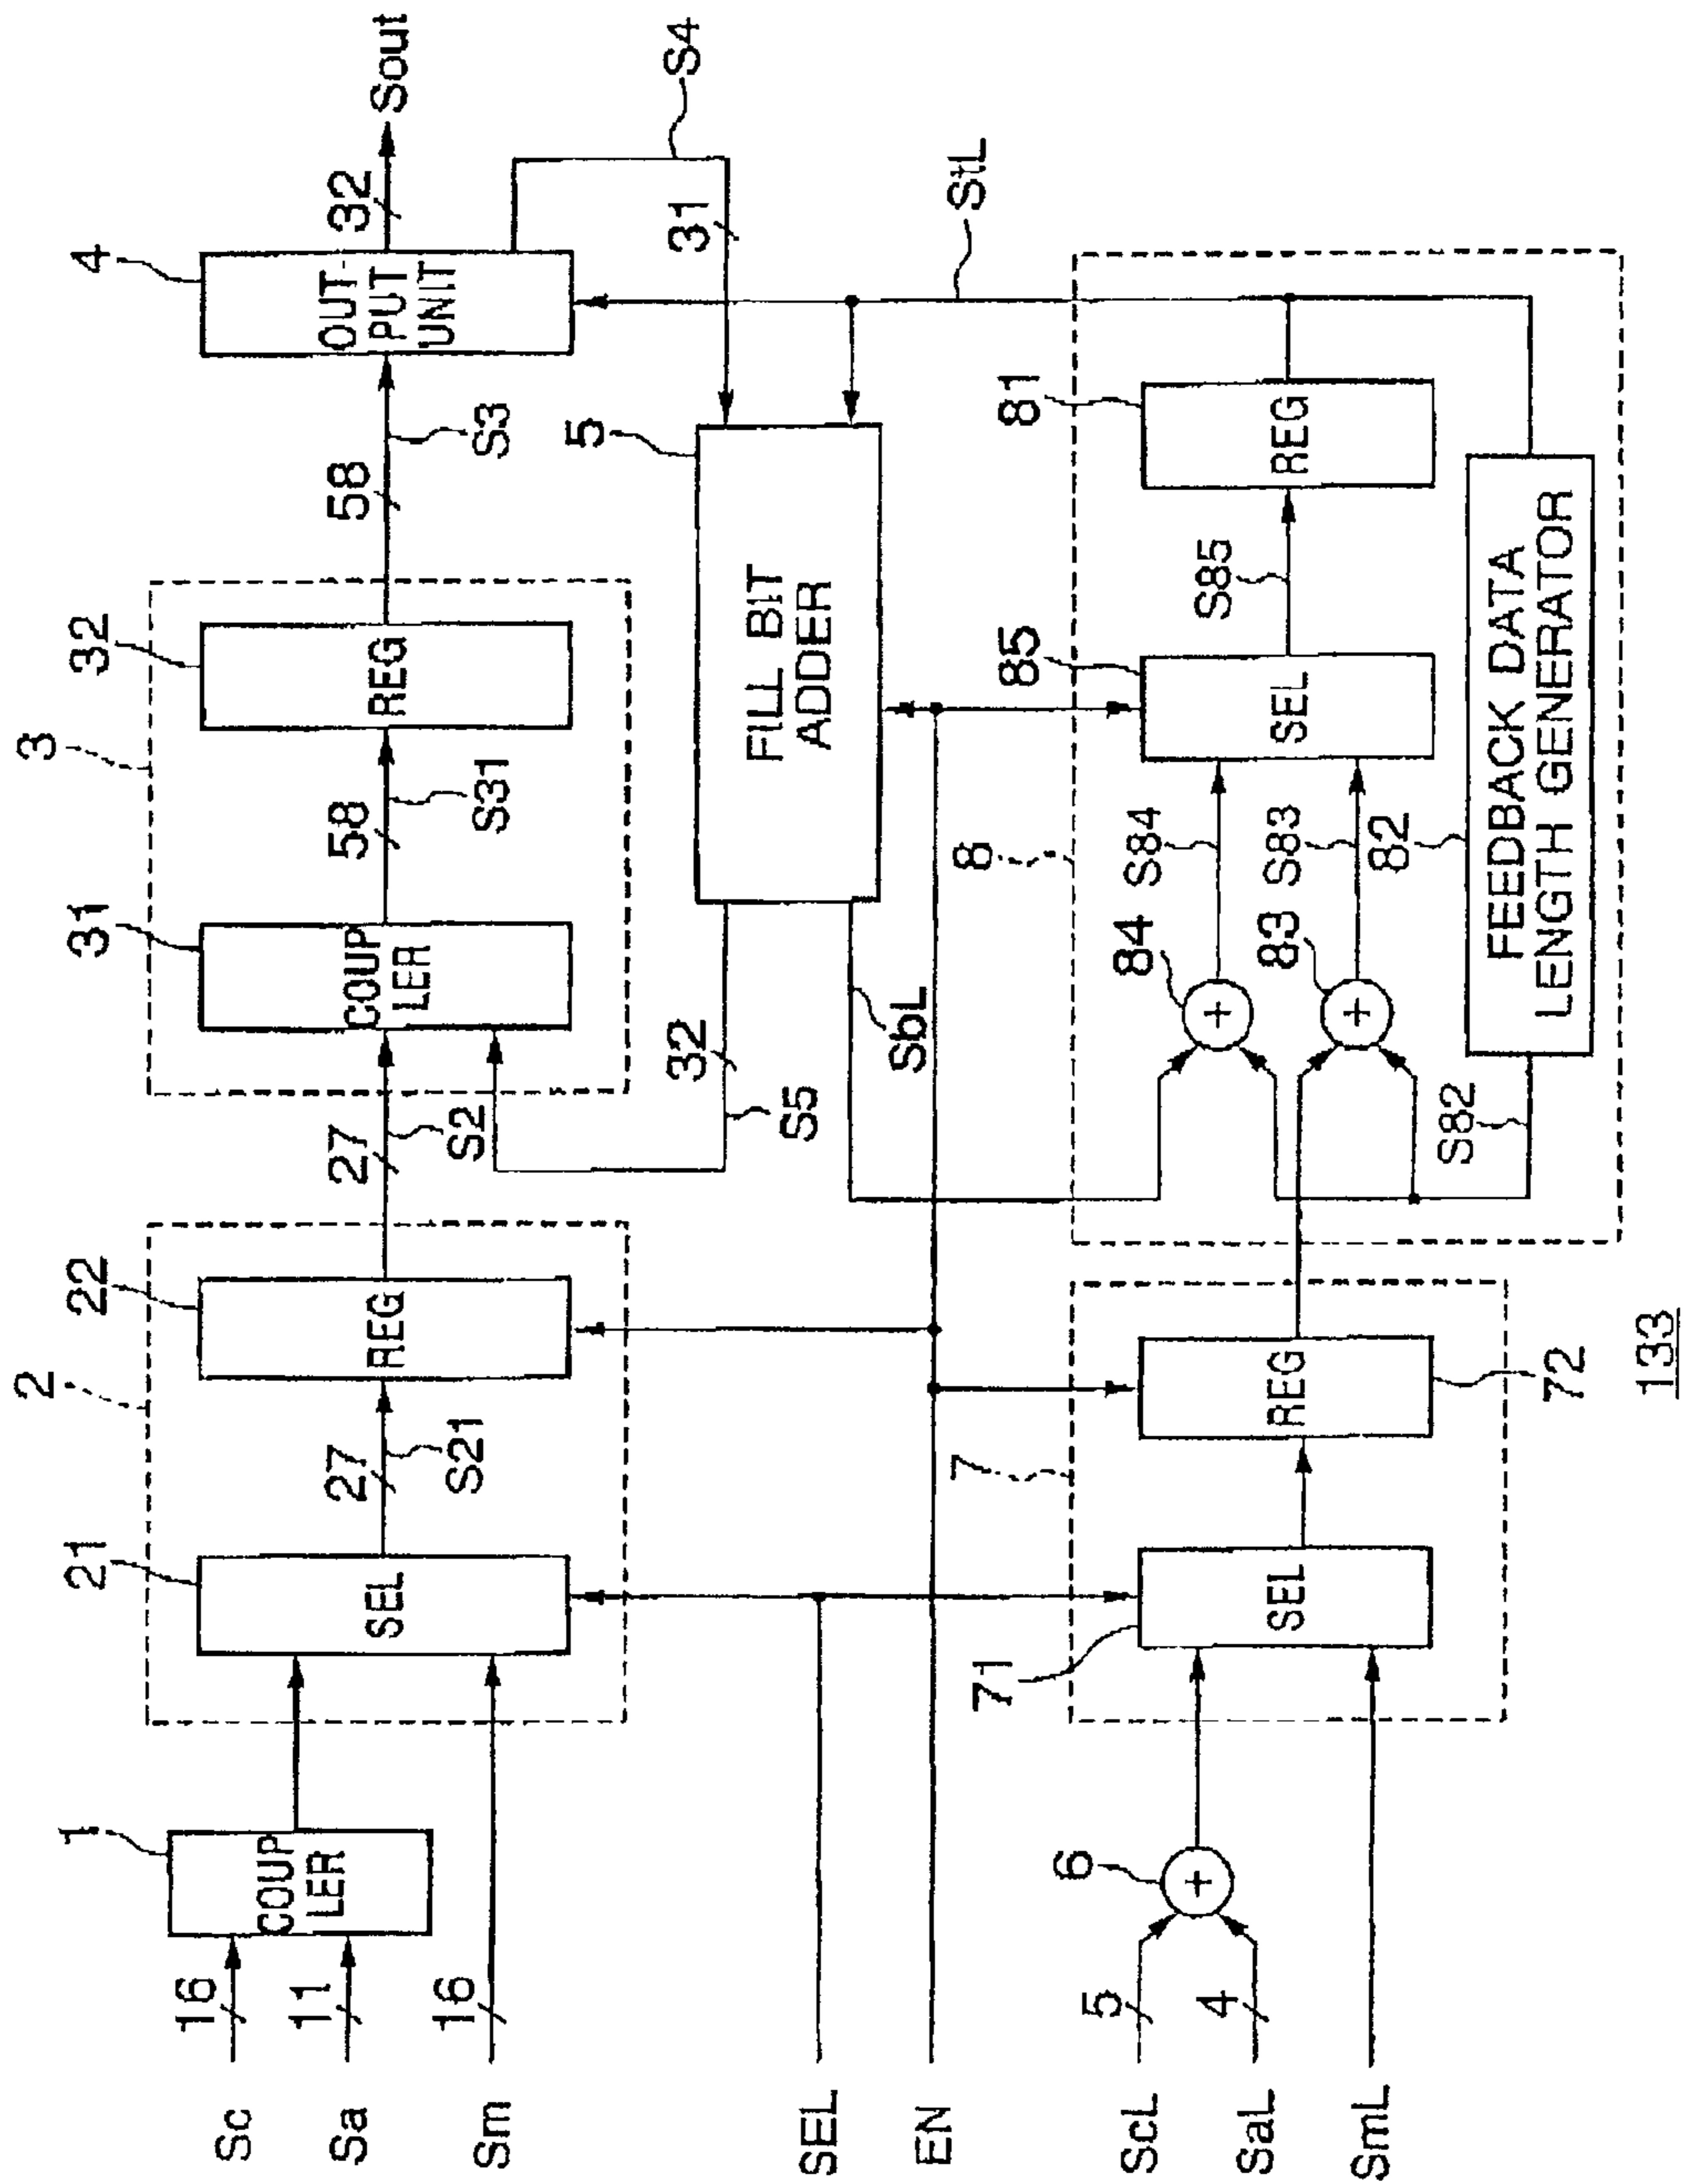 Sc
Sa
Sm
16
11
16
1
COUP
LER
2
21
SEL
27
S21
22
REG
27
S2
3
31
COUP
LER
58
S31
32
REG
58
S3
4
OUT-
PUT
UNIT
32
Sout
S4
31
5
FILL BIT
ADDER
32
S5
SbL
StL
SEL
EN
ScL
SaL
SmL
5
4
6
7
71
SEL
REG
72
8
84
+
83
+
S84
S83
85
SEL
S85
81
REG
82
FEEDBACK DATA
LENGTH GENERATOR
S82
+
133